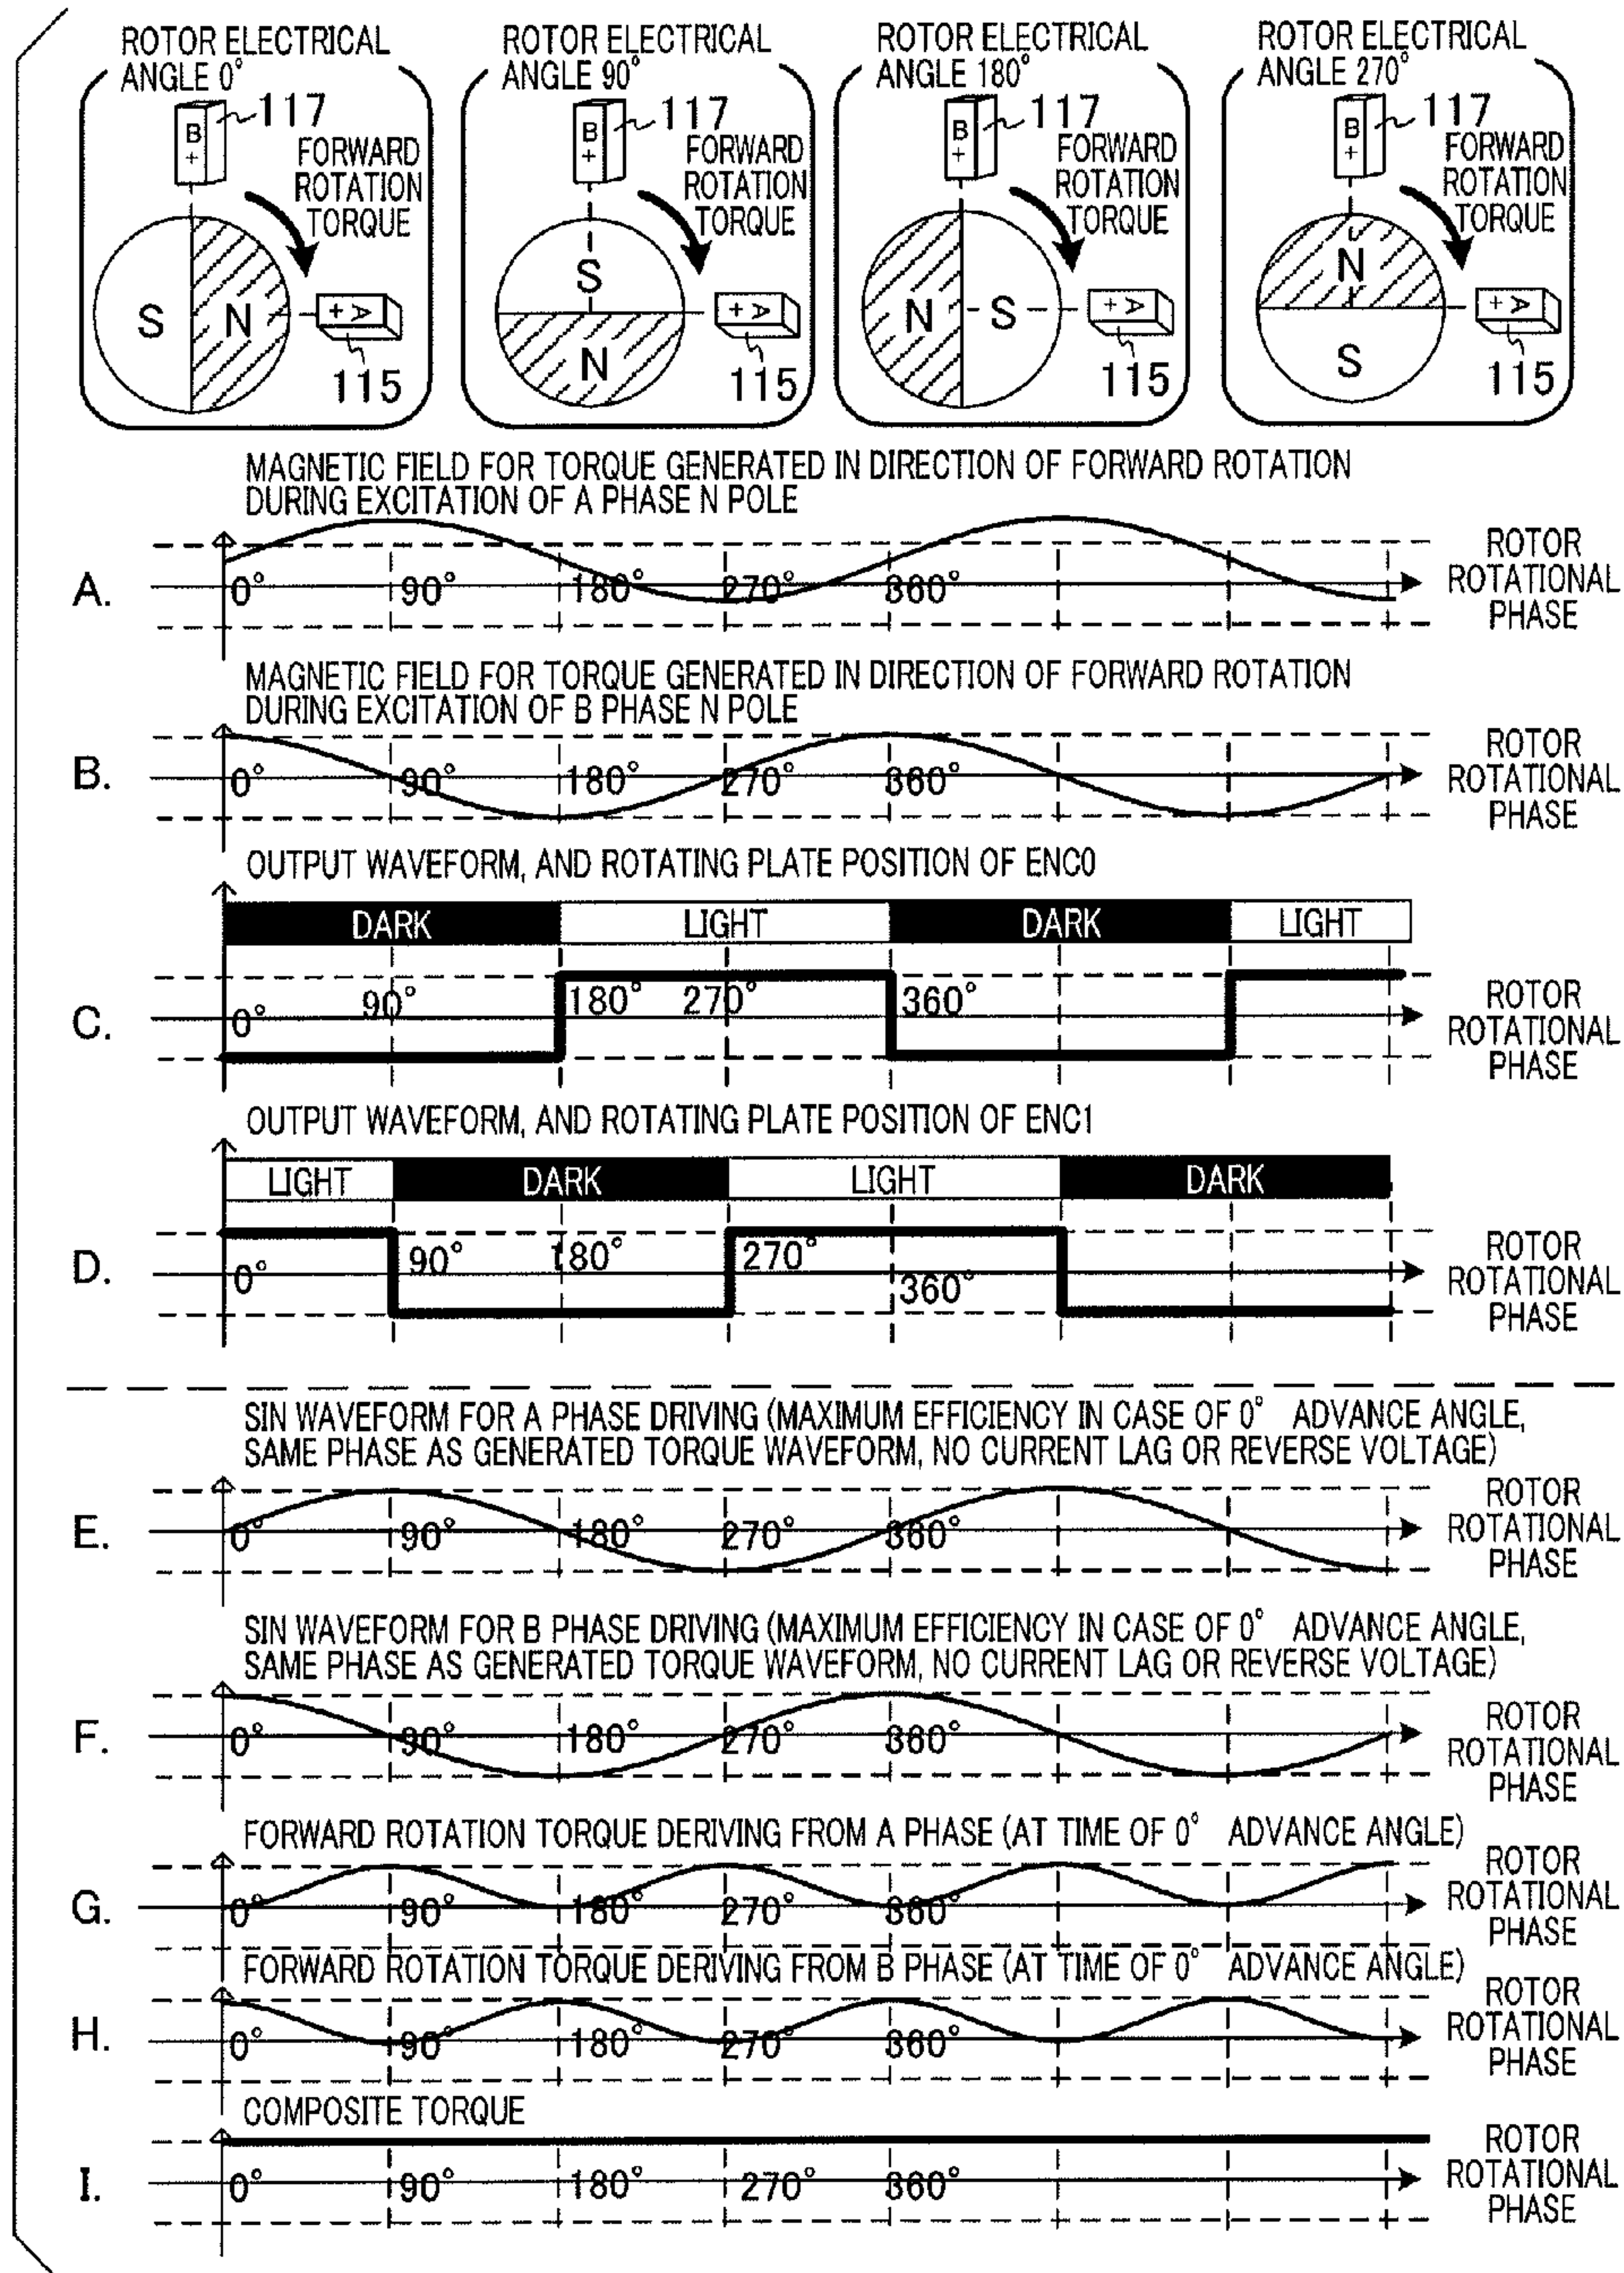 ROTOR ELECTRICAL
ANGLE 0°
117
B
+
FORWARD
ROTATION
TORQUE
S
N
+ A
115
ROTOR ELECTRICAL
ANGLE 90°
117
B
+
FORWARD
ROTATION
TORQUE
S
N
+ A
115
ROTOR ELECTRICAL
ANGLE 180°
117
B
+
FORWARD
ROTATION
TORQUE
N
S
+ A
115
ROTOR ELECTRICAL
ANGLE 270°
117
B
+
FORWARD
ROTATION
TORQUE
N
S
+ A
115
MAGNETIC FIELD FOR TORQUE GENERATED IN DIRECTION OF FORWARD ROTATION
DURING EXCITATION OF A PHASE N POLE
A.
0° 90° 180° 270° 360°
ROTOR
ROTATIONAL
PHASE
MAGNETIC FIELD FOR TORQUE GENERATED IN DIRECTION OF FORWARD ROTATION
DURING EXCITATION OF B PHASE N POLE
B.
0° 90° 180° 270° 360°
ROTOR
ROTATIONAL
PHASE
OUTPUT WAVEFORM, AND ROTATING PLATE POSITION OF ENC0
DARK LIGHT DARK LIGHT
C.
0° 90° 180° 270° 360°
ROTOR
ROTATIONAL
PHASE
OUTPUT WAVEFORM, AND ROTATING PLATE POSITION OF ENC1
LIGHT DARK LIGHT DARK
D.
0° 90° 180° 270° 360°
ROTOR
ROTATIONAL
PHASE
SIN WAVEFORM FOR A PHASE DRIVING (MAXIMUM EFFICIENCY IN CASE OF 0° ADVANCE ANGLE,
SAME PHASE AS GENERATED TORQUE WAVEFORM, NO CURRENT LAG OR REVERSE VOLTAGE)
E.
0° 90° 180° 270° 360°
ROTOR
ROTATIONAL
PHASE
SIN WAVEFORM FOR B PHASE DRIVING (MAXIMUM EFFICIENCY IN CASE OF 0° ADVANCE ANGLE,
SAME PHASE AS GENERATED TORQUE WAVEFORM, NO CURRENT LAG OR REVERSE VOLTAGE)
F.
0° 90° 180° 270° 360°
ROTOR
ROTATIONAL
PHASE
FORWARD ROTATION TORQUE DERIVING FROM A PHASE (AT TIME OF 0° ADVANCE ANGLE)
G.
0° 90° 180° 270° 360°
ROTOR
ROTATIONAL
PHASE
FORWARD ROTATION TORQUE DERIVING FROM B PHASE (AT TIME OF 0° ADVANCE ANGLE)
H.
0° 90° 180° 270° 360°
ROTOR
ROTATIONAL
PHASE
COMPOSITE TORQUE
I.
0° 90° 180° 270° 360°
ROTOR
ROTATIONAL
PHASE